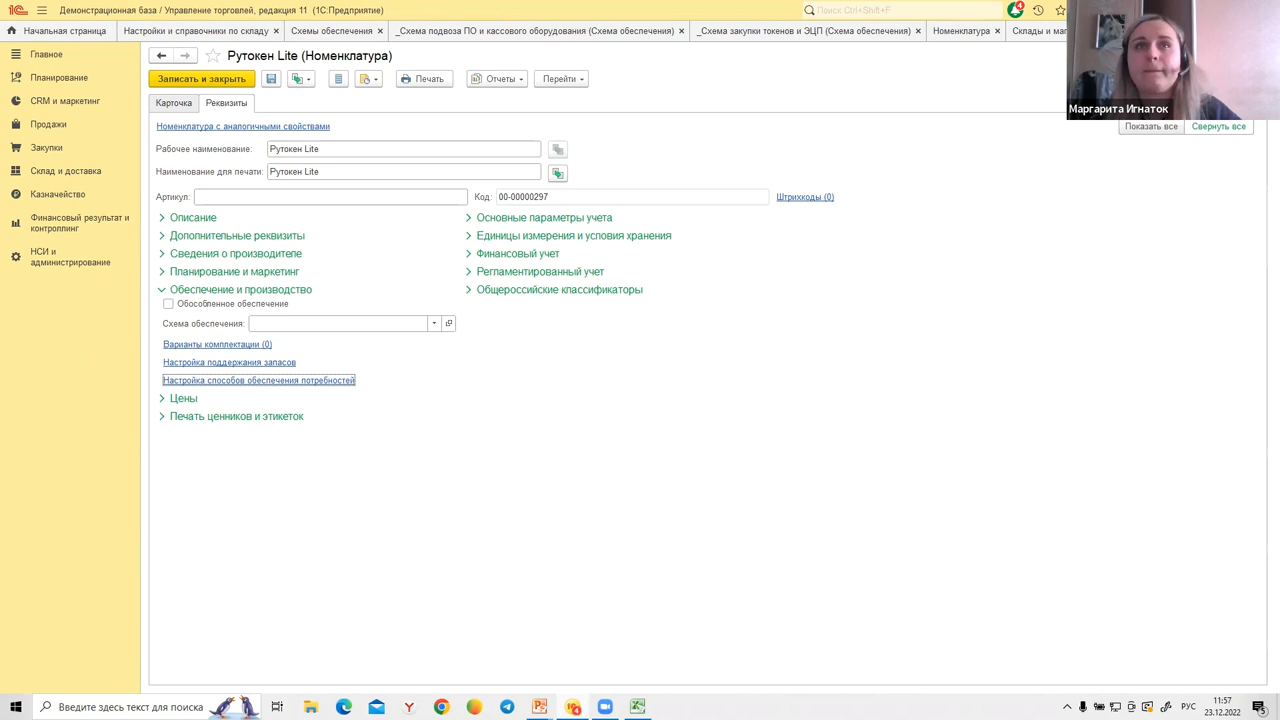 Демонстрационная база / Управление торговлей, редакция 11 (1С:Предприятие)
Поиск Ctrl+Shift+F
4
Начальная страница
Настройки и справочники по складу ×
Схемы обеспечения ×
_Схема подвоза ПО и кассового оборудования (Схема обеспечения) ×
_Схема закупки токенов и ЭЦП (Схема обеспечения) ×
Номенклатура ×
Склады и маг
Маргарита Игнаток
Главное
Планирование
CRM и маркетинг
Продажи
Закупки
Склад и доставка
Казначейство
Финансовый результат и
контроллинг
НСИ и
администрирование
Рутокен Lite (Номенклатура)
Записать и закрыть
Печать
Отчеты
Перейти
Карточка
Реквизиты
Показать все
Свернуть все
Номенклатура с аналогичными свойствами
Рабочее наименование: Рутокен Lite
Наименование для печати: Рутокен Lite
Артикул:
Код: 00-00000297
Штрихкоды (0)
Описание
Дополнительные реквизиты
Сведения о производителе
Планирование и маркетинг
Обеспечение и производство
Обособленное обеспечение
Схема обеспечения:
Варианты комплектации (0)
Настройка поддержания запасов
Настройка способов обеспечения потребностей
Цены
Печать ценников и этикеток
Основные параметры учета
Единицы измерения и условия хранения
Финансовый учет
Регламентированный учет
Общероссийские классификаторы
Введите здесь текст для поиска
РУС
11:57
23.12.2022
5